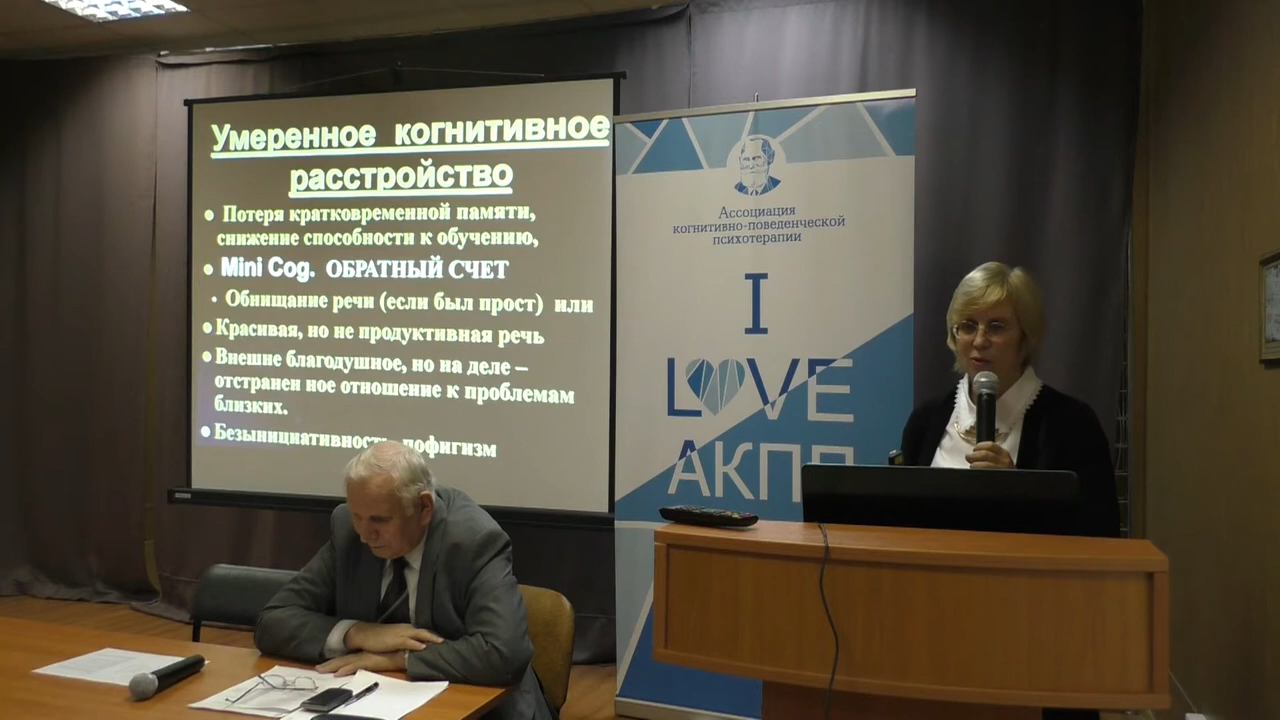 Умеренное когнитивное
расстройство
• Потеря кратковременной памяти,
снижение способности к обучению,
• Mini Cog. ОБРАТНЫЙ СЧЕТ
• Обнищание речи (если был прост) или
• Красивая, но не продуктивная речь
• Внешне благодушное, но на деле –
отстранен ное отношение к проблемам
близких.
• Безынициативность пофигизм
Ассоциация
когнитивно-поведенческой
психотерапии
I
LOVE
АКПП